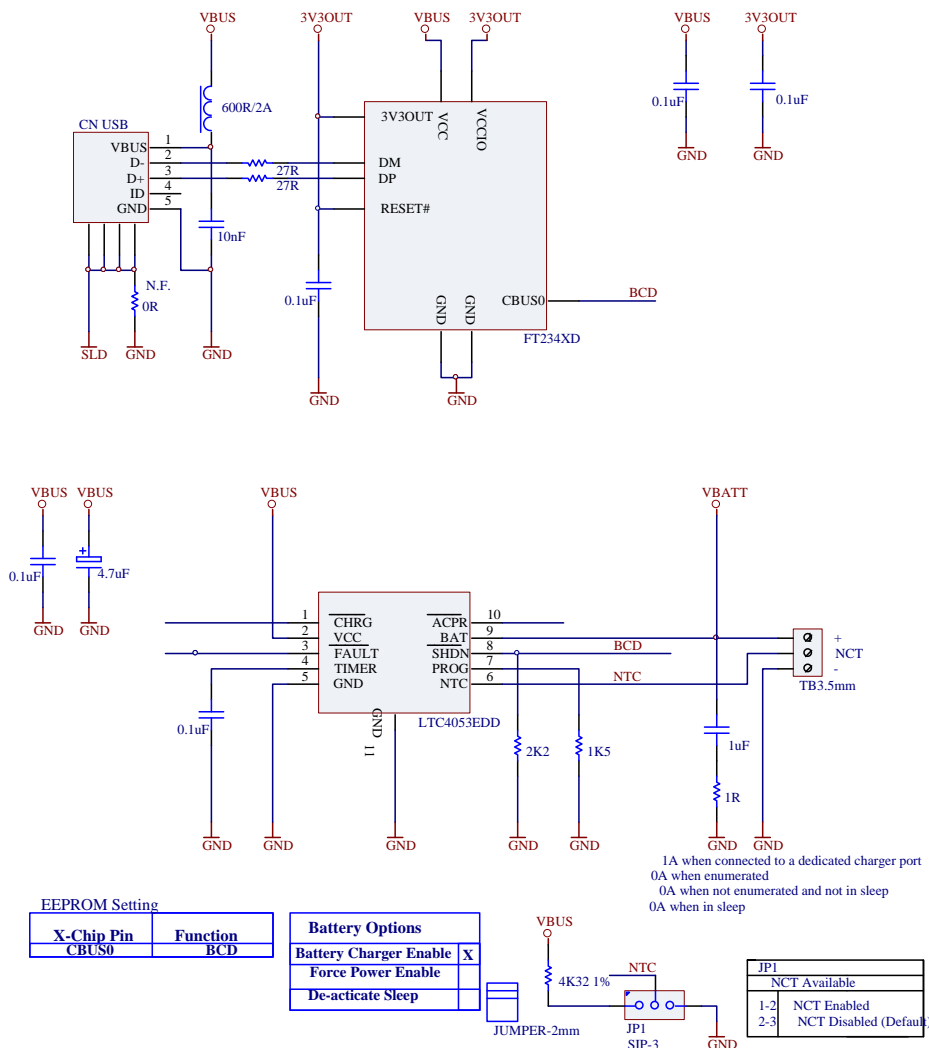 VBUS 3V3OUT VBUS 3V3OUT VBUS 3V3OUT
600R/2A
0.1uF 0.1uF
GND GND
CN USB
VBUS 1
D- 2
D+ 3
ID 4
GND 5
27R
27R
10nF
N.F.
0R
SLD GND GND
0.1uF
GND
3V3OUT
VCC
VCCIO
DM
DP
RESET#
GND
GND
CBUS0
BCD
FT234XD
GND
VBUS VBUS VBUS VBATT
0.1uF 4.7uF
GND GND
1 CHRG
2 VCC
3 FAULT
4 TIMER
5 GND
ACPR 10
BAT 9
SHDN 8
PROG 7
NTC 6
GND
11
LTC4053EDD
BCD
NTC
+
NCT
-
TB3.5mm
0.1uF
2K2
1K5
1uF
1R
GND GND GND GND GND GND GND
1A when connected to a dedicated charger port
0A when enumerated
0A when not enumerated and not in sleep
0A when in sleep
EEPROM Setting
X-Chip Pin Function
CBUS0 BCD
Battery Options
Battery Charger Enable X
Force Power Enable
De-acticate Sleep
JUMPER-2mm
VBUS
4K32 1%
NTC
JP1
SIP-3
GND
JP1
NCT Available
1-2 NCT Enabled
2-3 NCT Disabled (Default)